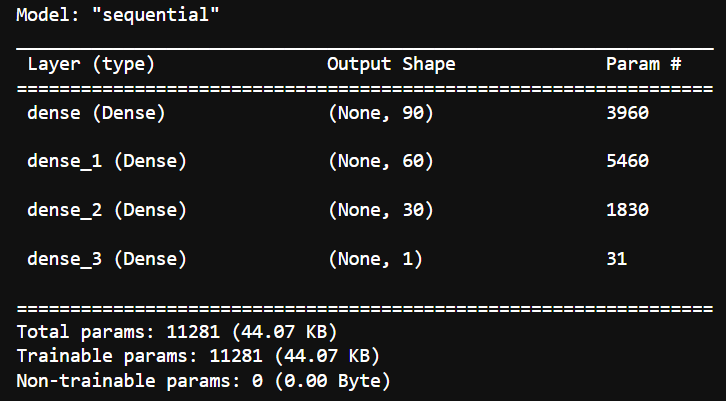 Model: "sequential"
_________________________________________________________________
Layer (type) Output Shape Param #
=================================================================
dense (Dense) (None, 90) 3960
dense_1 (Dense) (None, 60) 5460
dense_2 (Dense) (None, 30) 1830
dense_3 (Dense) (None, 1) 31
=================================================================
Total params: 11281 (44.07 KB)
Trainable params: 11281 (44.07 KB)
Non-trainable params: 0 (0.00 Byte)